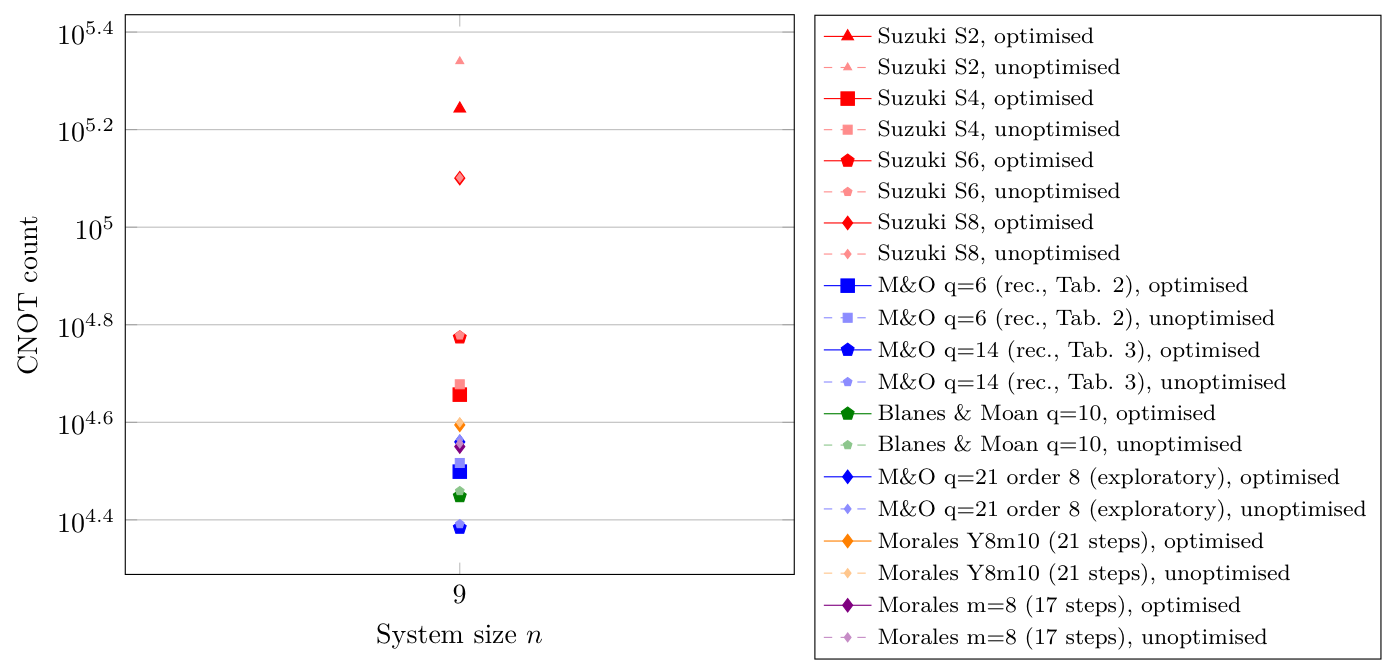 10^5.4
10^5.2
10^5
10^4.8
10^4.6
10^4.4
CNOT count
9
System size n
Suzuki S2, optimised
Suzuki S2, unoptimised
Suzuki S4, optimised
Suzuki S4, unoptimised
Suzuki S6, optimised
Suzuki S6, unoptimised
Suzuki S8, optimised
Suzuki S8, unoptimised
M&O q=6 (rec., Tab. 2), optimised
M&O q=6 (rec., Tab. 2), unoptimised
M&O q=14 (rec., Tab. 3), optimised
M&O q=14 (rec., Tab. 3), unoptimised
Blanes & Moan q=10, optimised
Blanes & Moan q=10, unoptimised
M&O q=21 order 8 (exploratory), optimised
M&O q=21 order 8 (exploratory), unoptimised
Morales Y8m10 (21 steps), optimised
Morales Y8m10 (21 steps), unoptimised
Morales m=8 (17 steps), optimised
Morales m=8 (17 steps), unoptimised